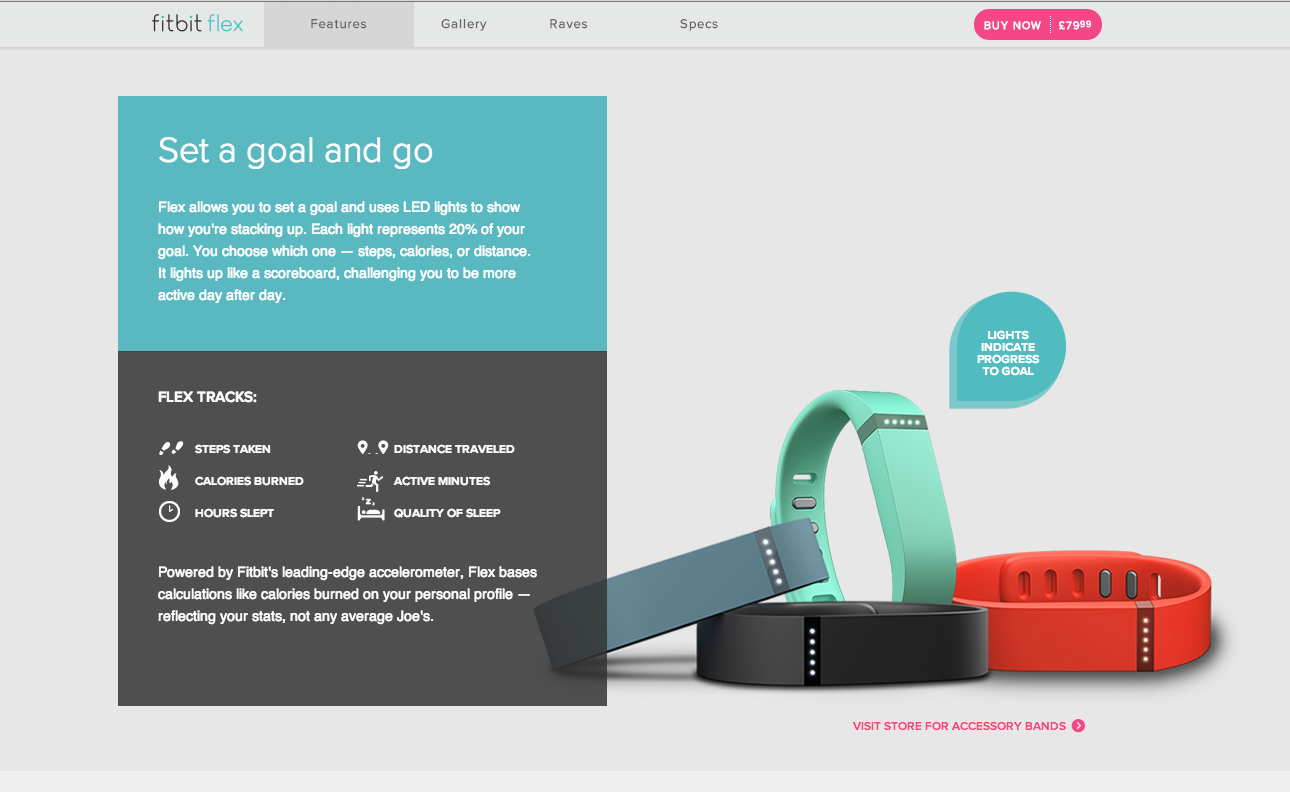 fitbit flex
Features
Gallery
Raves
Specs
BUY NOW £79⁹⁹
Set a goal and go
Flex allows you to set a goal and uses LED lights to show
how you're stacking up. Each light represents 20% of your
goal. You choose which one — steps, calories, or distance.
It lights up like a scoreboard, challenging you to be more
active day after day.
LIGHTS
INDICATE
PROGRESS
TO GOAL
FLEX TRACKS:
STEPS TAKEN
DISTANCE TRAVELED
CALORIES BURNED
ACTIVE MINUTES
HOURS SLEPT
zz
QUALITY OF SLEEP
Powered by Fitbit's leading-edge accelerometer, Flex bases
calculations like calories burned on your personal profile —
reflecting your stats, not any average Joe's.
VISIT STORE FOR ACCESSORY BANDS